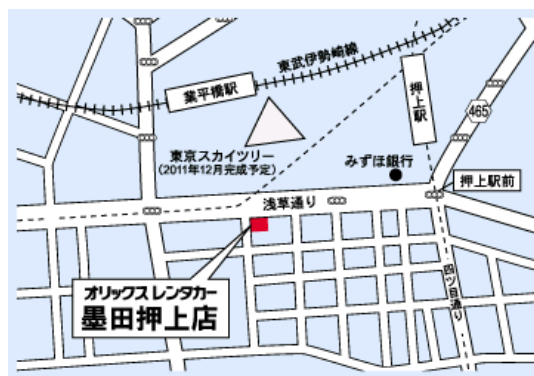 東武伊勢崎線
業平橋駅
押上駅
465
東京スカイツリー
(2011年12月完成予定)
みずほ銀行
押上駅前
浅草通り
オリックスレンタカー
墨田押上店
四ツ目通り